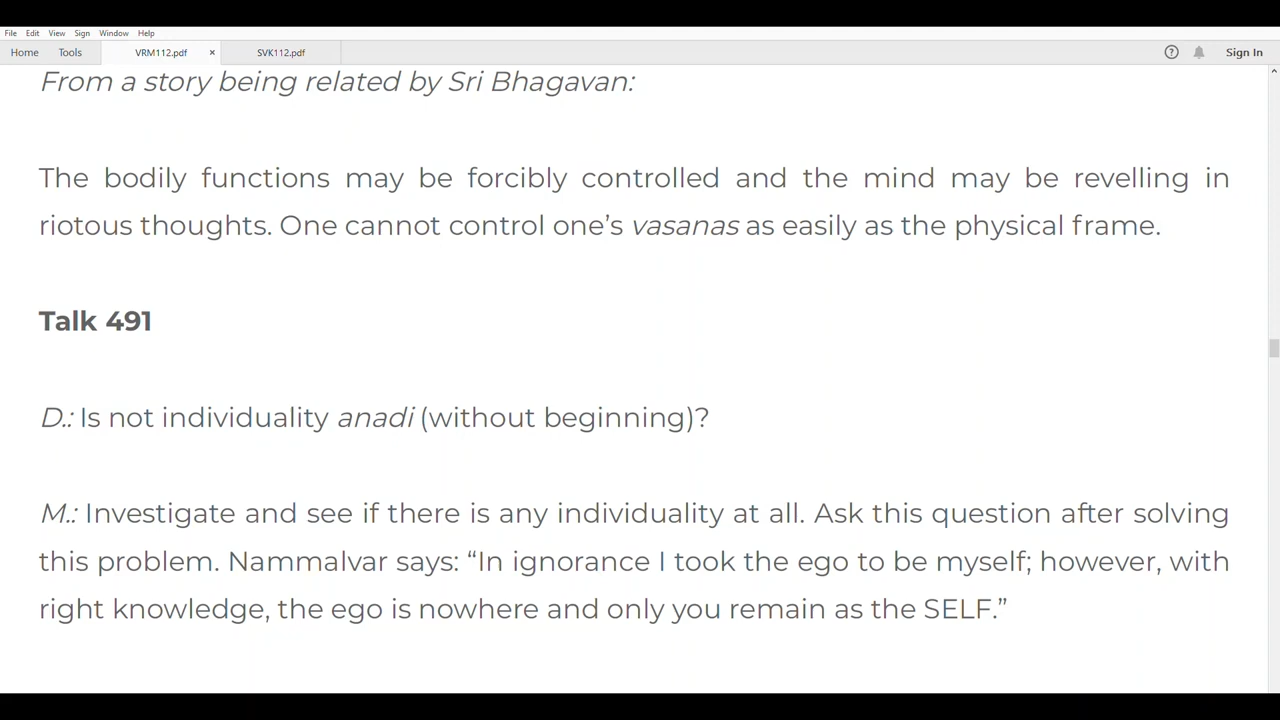 File Edit View Sign Window Help
Home Tools VRM112.pdf × SVK112.pdf ? Sign In
From a story being related by Sri Bhagavan:
The bodily functions may be forcibly controlled and the mind may be revelling in
riotous thoughts. One cannot control one’s vasanas as easily as the physical frame.
Talk 491
D.: Is not individuality anadi (without beginning)?
M.: Investigate and see if there is any individuality at all. Ask this question after solving
this problem. Nammalvar says: “In ignorance I took the ego to be myself; however, with
right knowledge, the ego is nowhere and only you remain as the SELF.”